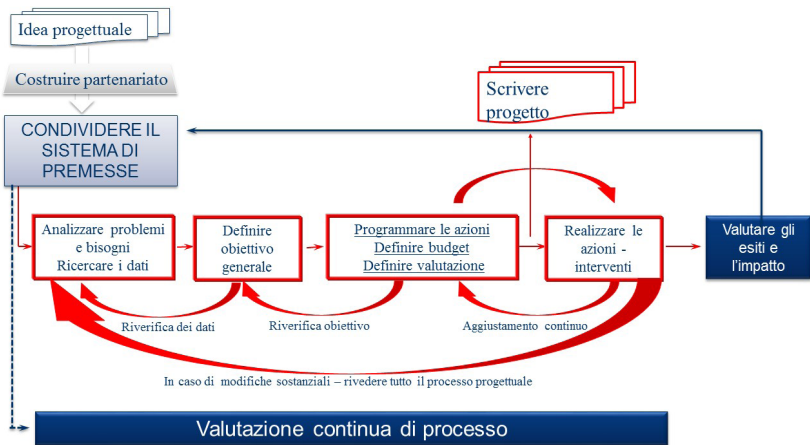 Idea progettuale
Costruire partenariato
CONDIVIDERE IL
SISTEMA DI
PREMESSE
Scrivere
progetto
Analizzare problemi
e bisogni
Ricercare i dati
Definire
obiettivo
generale
Programmare le azioni
Definire budget
Definire valutazione
Realizzare le
azioni -
interventi
Valutare gli
esiti e
l'impatto
Riverifica dei dati
Riverifica obiettivo
Aggiustamento continuo
In caso di modifiche sostanziali – rivedere tutto il processo progettuale
Valutazione continua di processo